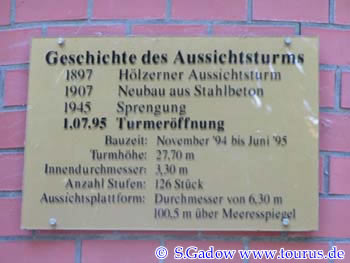 Geschichte des Aussichtsturms
1897 Hölzerner Aussichtsturm
1907 Neubau aus Stahlbeton
1945 Sprengung
1.07.95 Turmeröffnung
Bauzeit: November '94 bis Juni '95
Turmhöhe: 27,70 m
Innendurchmesser: 3,30 m
Anzahl Stufen: 126 Stück
Aussichtsplattform: Durchmesser von 6,30 m
100,5 m über Meeresspiegel
© S.Gadow www.tourus.de